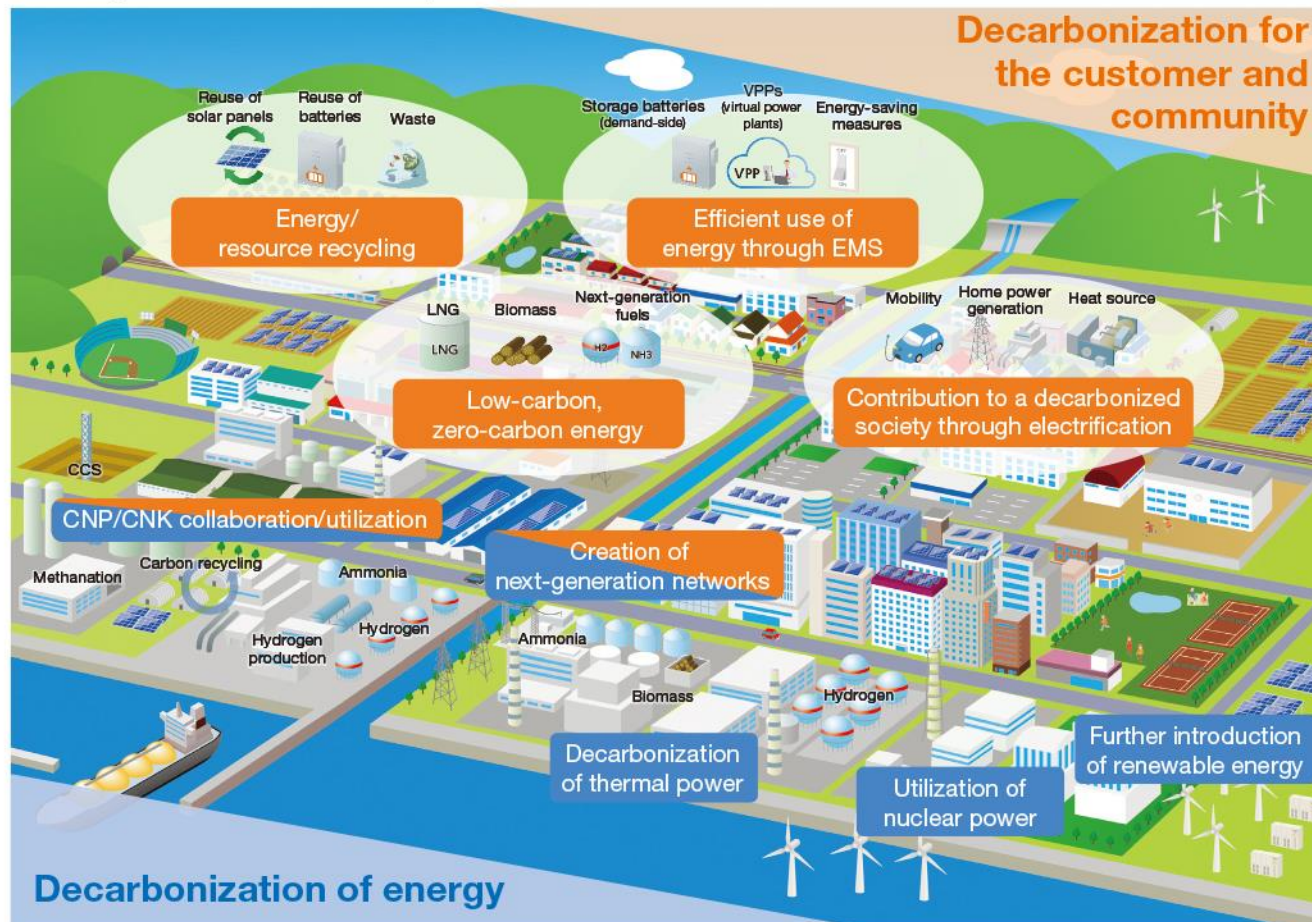 Decarbonization for
the customer and
community
Reuse of
solar panels
Reuse of
batteries
Waste
Energy/
resource recycling
Storage batteries
(demand-side)
VPPs
(virtual power
plants)
Energy-saving
measures
VPP
OFF
ON
Efficient use of
energy through EMS
LNG
LNG
Biomass
Next-generation
fuels
H2
NH3
Low-carbon,
zero-carbon energy
Mobility
Home power
generation
Heat source
Contribution to a decarbonized
society through electrification
CCS
CNP/CNK collaboration/utilization
Creation of
next-generation networks
Methanation
Carbon recycling
Ammonia
Hydrogen
production
Hydrogen
Ammonia
Biomass
Hydrogen
Decarbonization
of thermal power
Utilization of
nuclear power
Further introduction
of renewable energy
Decarbonization of energy